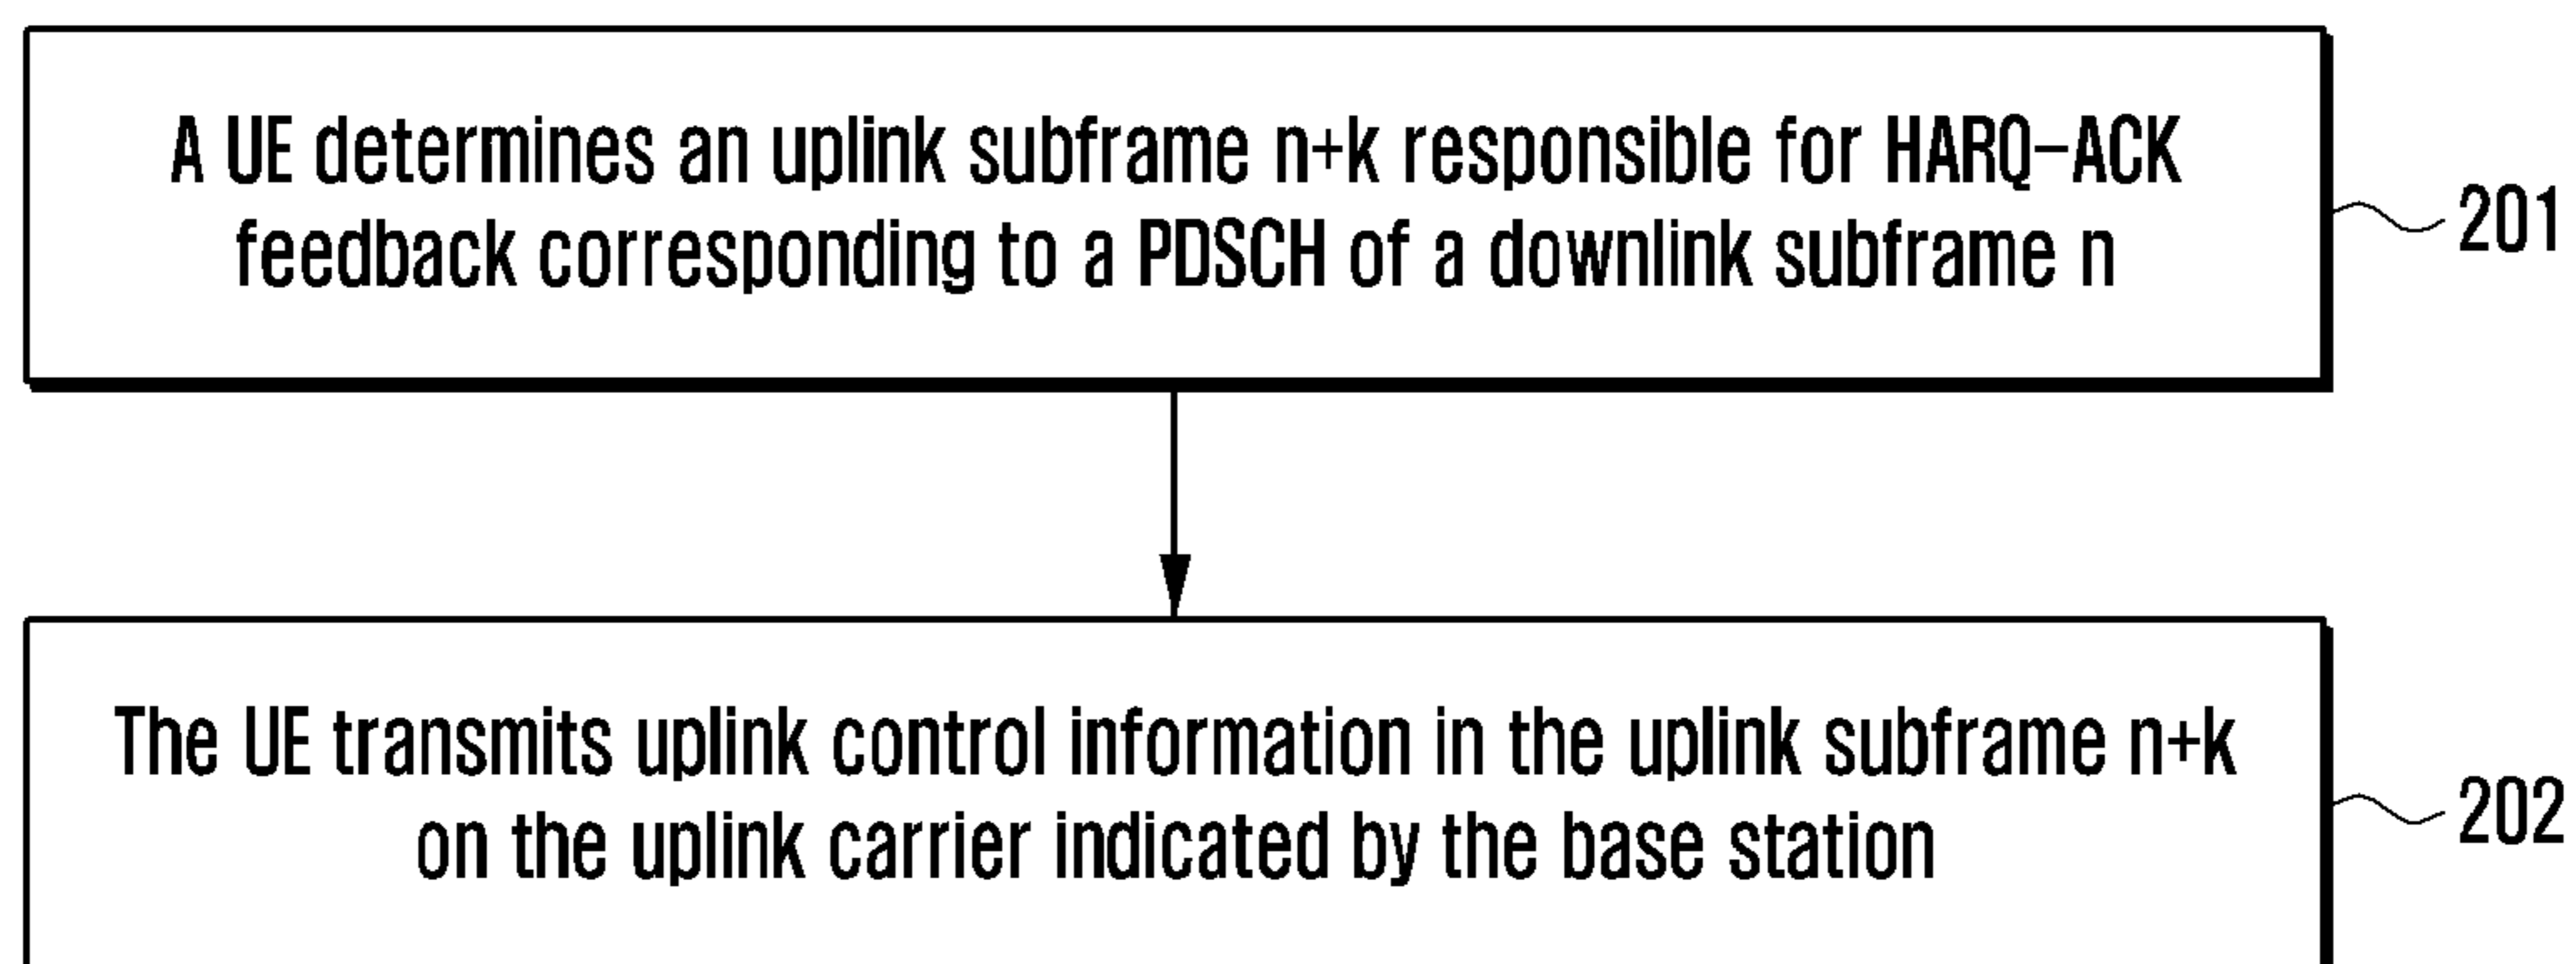 A UE determines an uplink subframe n+k responsible for HARQ-ACK
feedback corresponding to a PDSCH of a downlink subframe n
201
The UE transmits uplink control information in the uplink subframe n+k
on the uplink carrier indicated by the base station
202